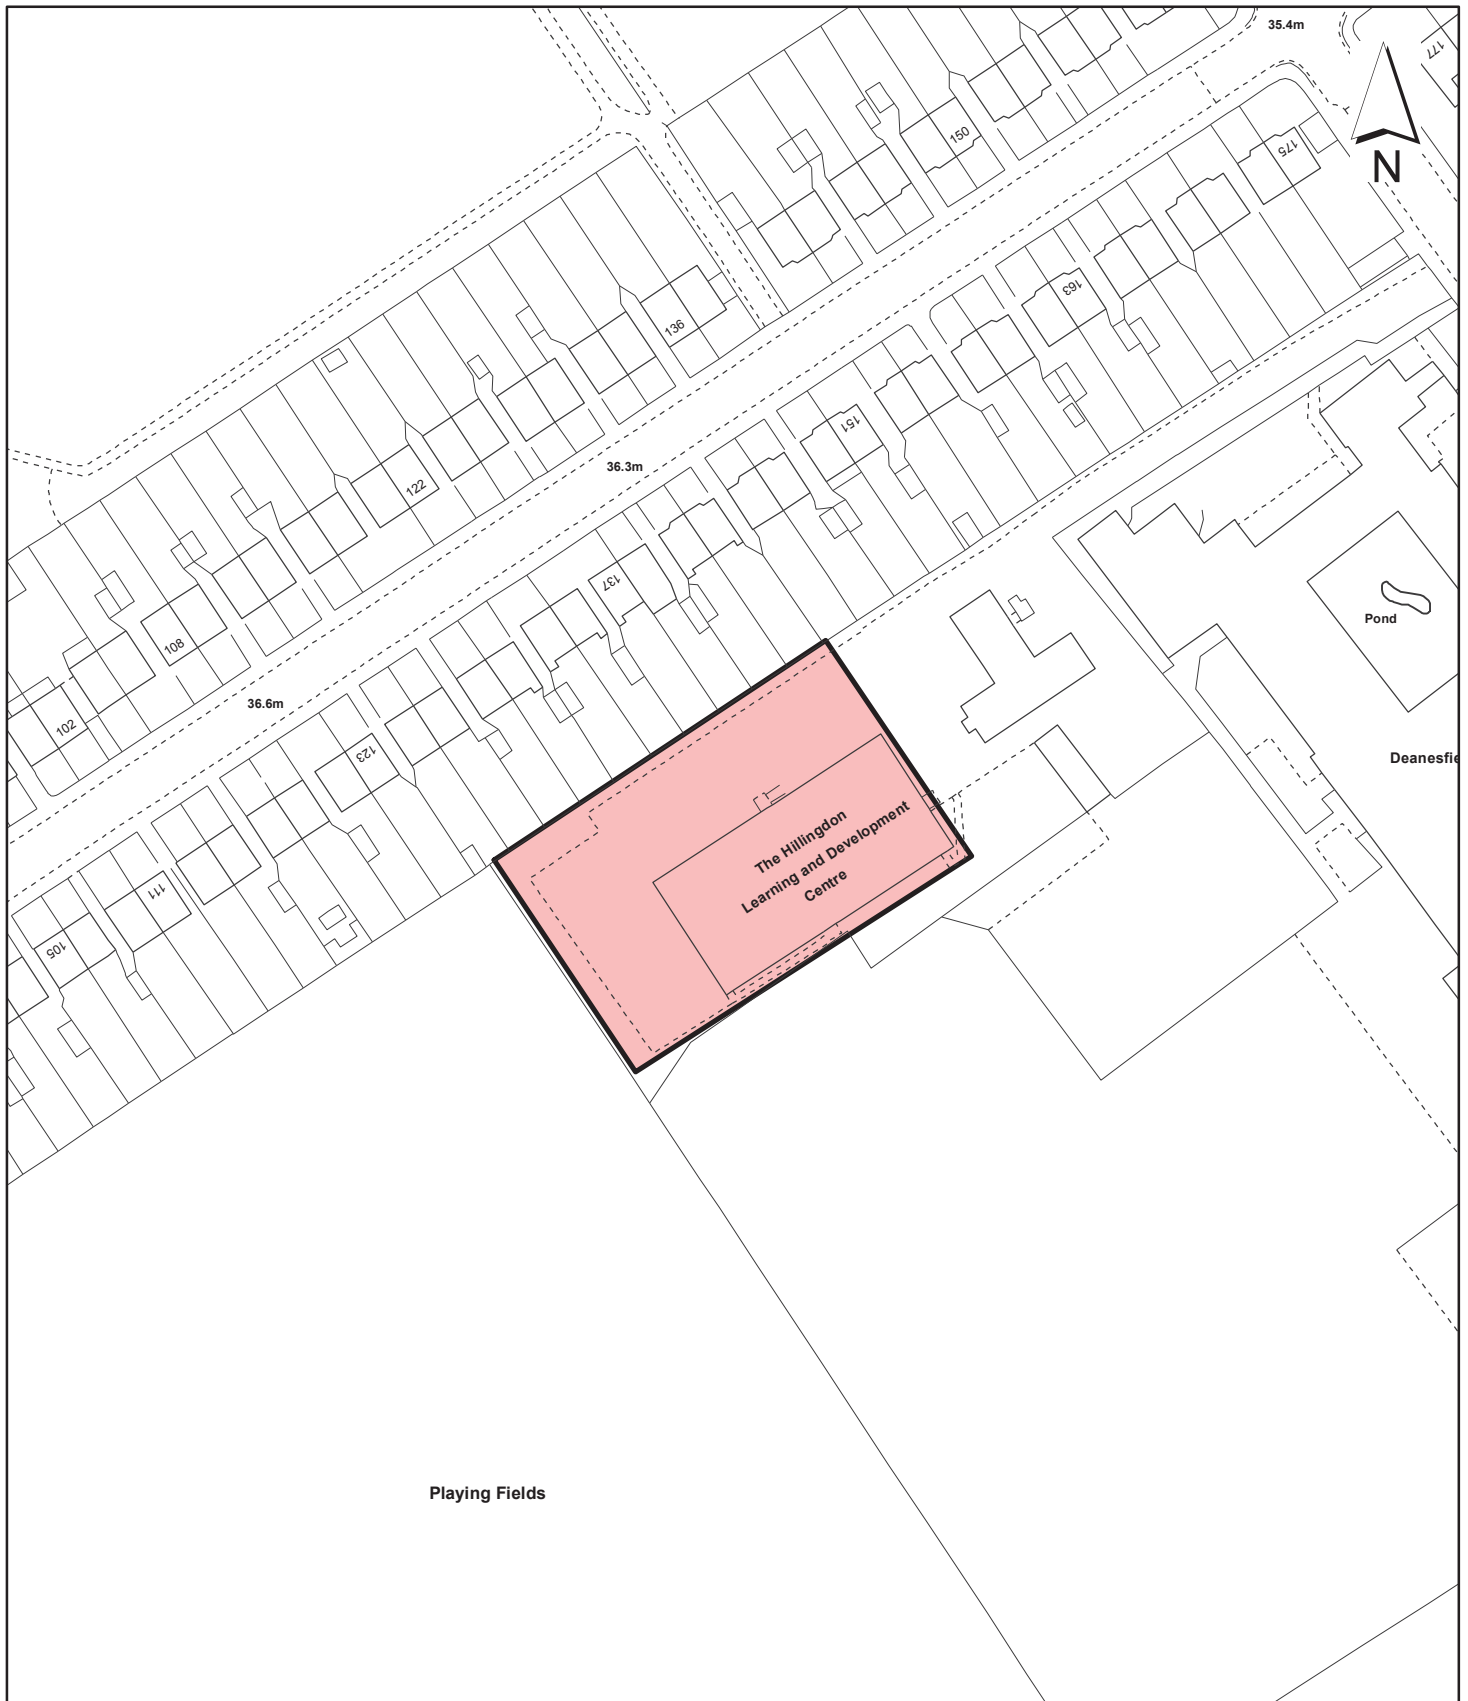 35.4m
177
N
150
175
136
163
151
36.3m
122
137
Pond
108
36.6m
102
123
Deanesfie
The Hillingdon
Learning and Development
Centre
111
105
Playing Fields